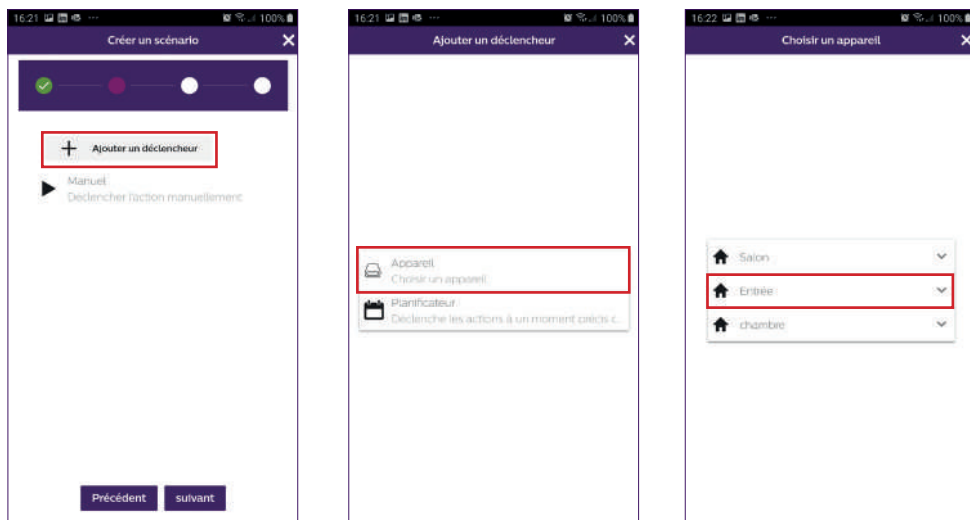 16:21 ... 100%
Créer un scénario
Ajouter un déclencheur
Manuel
Déclencher l'action manuellement
Précédent
suivant
16:21 ... 100%
Ajouter un déclencheur
Appareil
Choisir un appareil
Planificateur
Déclenche les actions à un moment précis c...
16:22 ... 100%
Choisir un appareil
Salon
Entrée
chambre